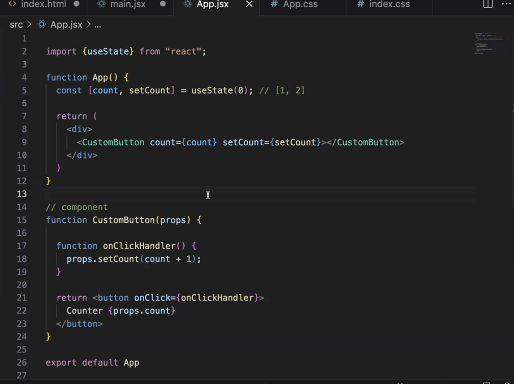 index.html main.jsx App.jsx App.css index.css
src > App.jsx > ...
1
2 import {useState} from "react";
3
4 function App() {
5 const [count, setCount] = useState(0); // [1, 2]
6
7 return (
8 <div>
9 <CustomButton count={count} setCount={setCount}></CustomButton>
10 </div>
11 )
12 }
13
14 // component
15 function CustomButton(props) {
16
17 function onClickHandler() {
18 props.setCount(count + 1);
19 }
20
21 return <button onClick={onClickHandler}>
22 Counter {props.count}
23 </button>
24 }
25
26 export default App
27